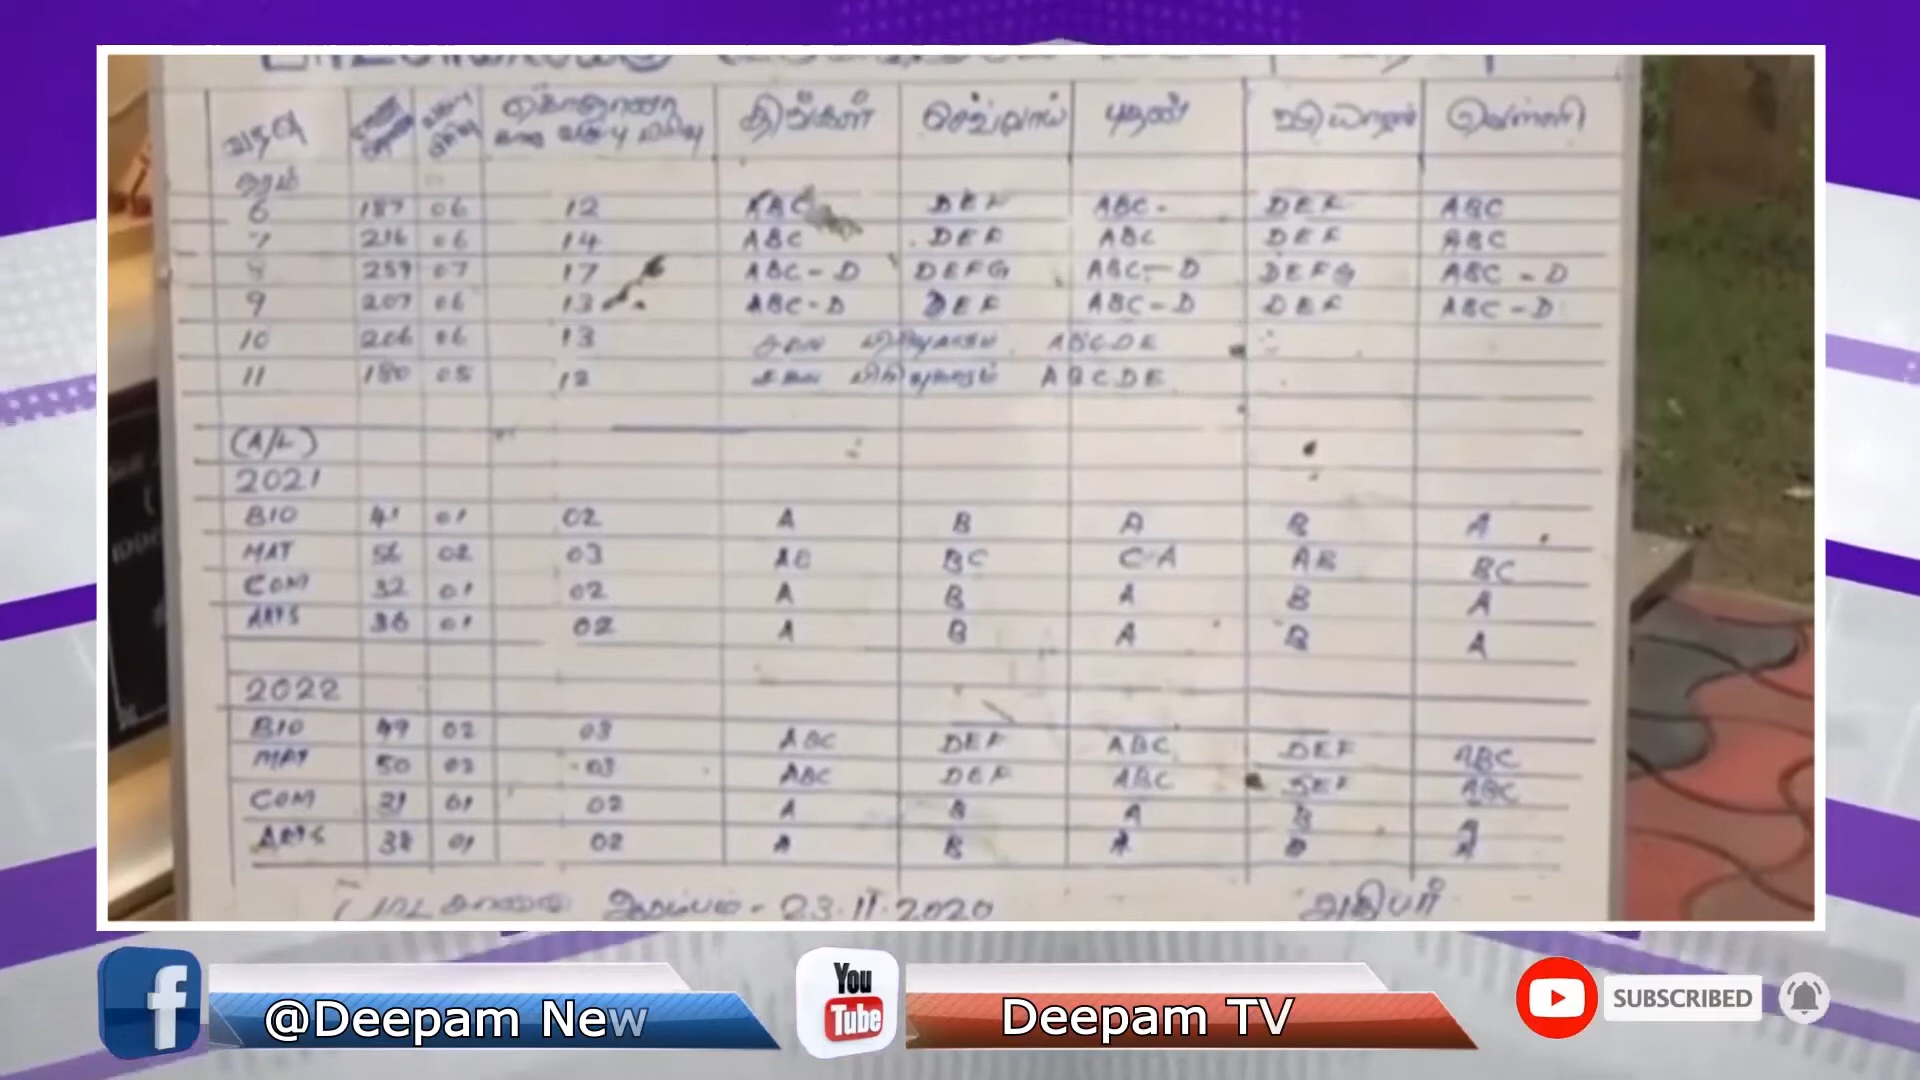 தரம்
திங்கள் செவ்வாய் புதன் வியாழன் வெள்ளி
6 187 06 12 ABC DEF ABC - DEF ABC
7 216 06 14 ABC DEF ABC DEF ABC
8 259 07 17 ABC - D DEFG ABC - D DEFG ABC - D
9 207 06 13 ABC - D DEF ABC - D DEF ABC - D
10 206 06 13 ABCDE
11 180 05 12 ABCDE
(A/L)
2021
BIO 41 01 02 A B A B A
MAT 56 02 03 AB BC C-A AB BC
COM 32 01 02 A B A B A
ARTS 36 01 02 A B A B A
2022
BIO 49 02 03 ABC DEF ABC DEF ABC
MAT 50 02 03 ABC DEF ABC DEF ABC
COM 01 02 A B A B A
ARTS 01 02 A B A B A
ஆரம்பம் - 23.11.2020 அதிபர்
@Deepam New
You Tube
Deepam TV
SUBSCRIBED